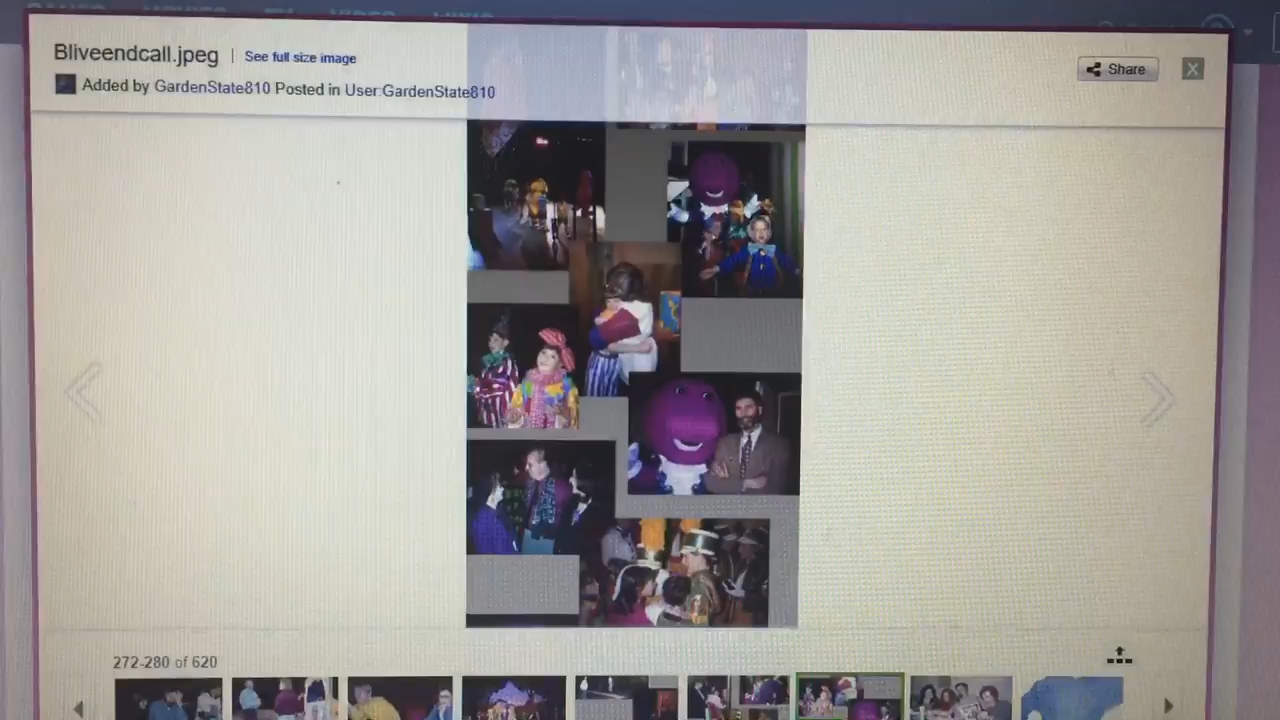 Bliveendcall.jpeg | See full size image
Share
Added by GardenState810 Posted in User:GardenState810
272-280 of 620